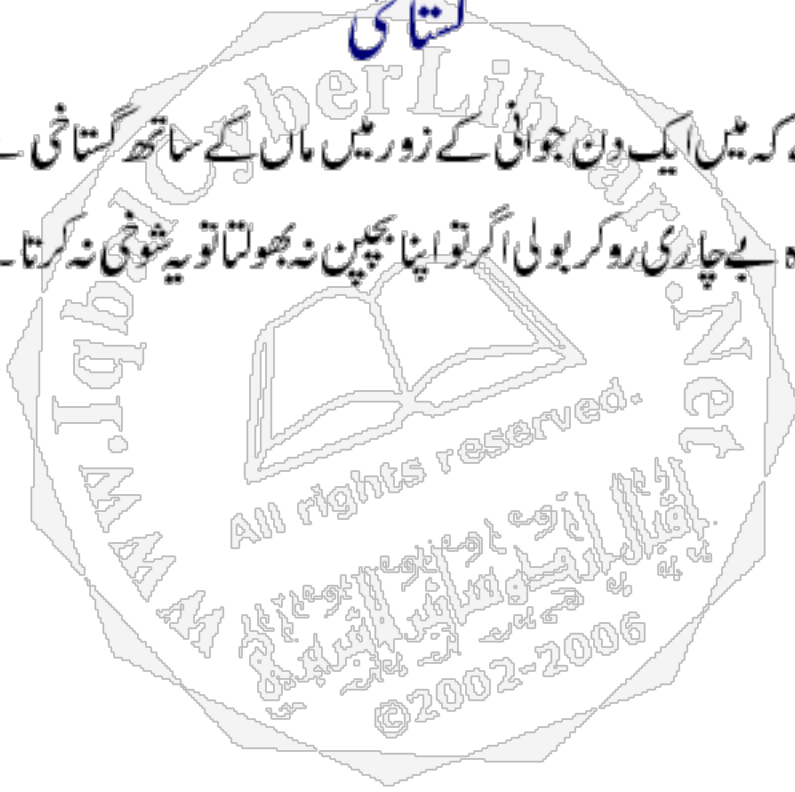 گستاخی
کہ میں ایک دن جوانی کے زور میں ماں کے ساتھ گستاخی
بے چاری رو کر بولی اگر تو اپنا بچپن نہ بھولتا تو یہ شوخی نہ کرتا۔
www.IqbalCyberLibrary.Net
All rights reserved.
©2002-2006